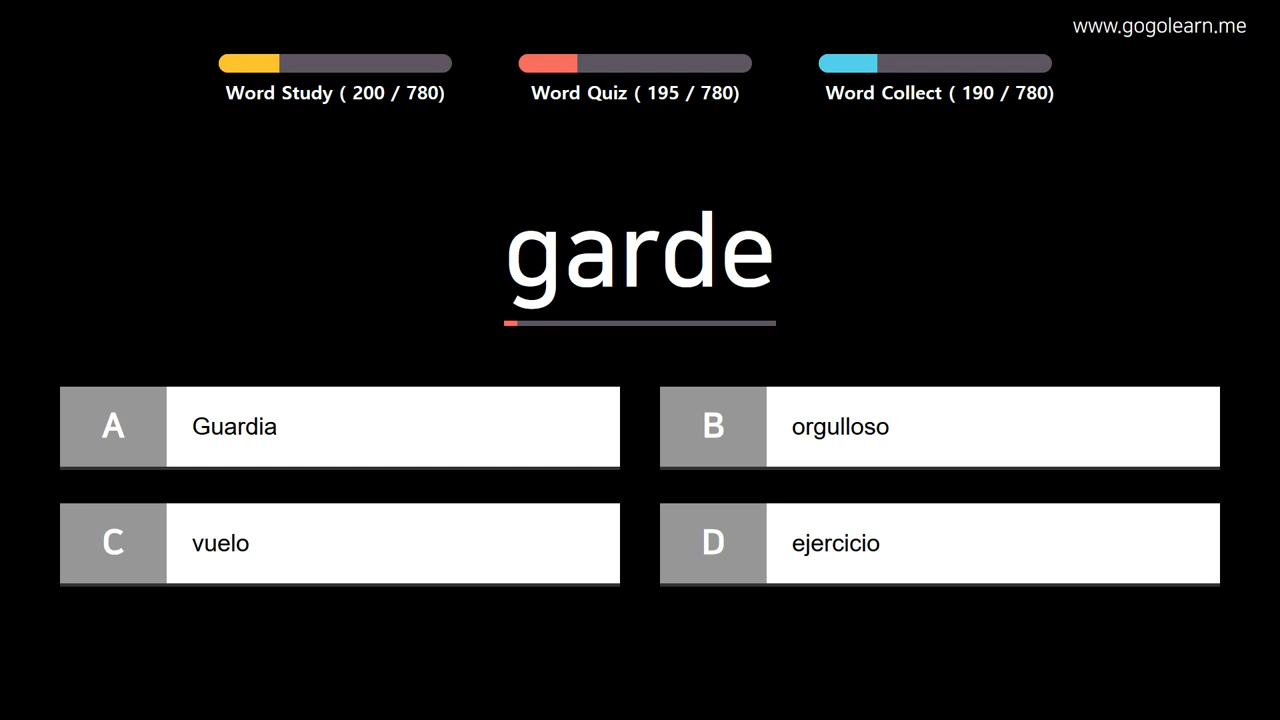 www.gogolearn.me
Word Study ( 200 / 780)
Word Quiz ( 195 / 780)
Word Collect ( 190 / 780)
garde
A Guardia
B orgulloso
C vuelo
D ejercicio